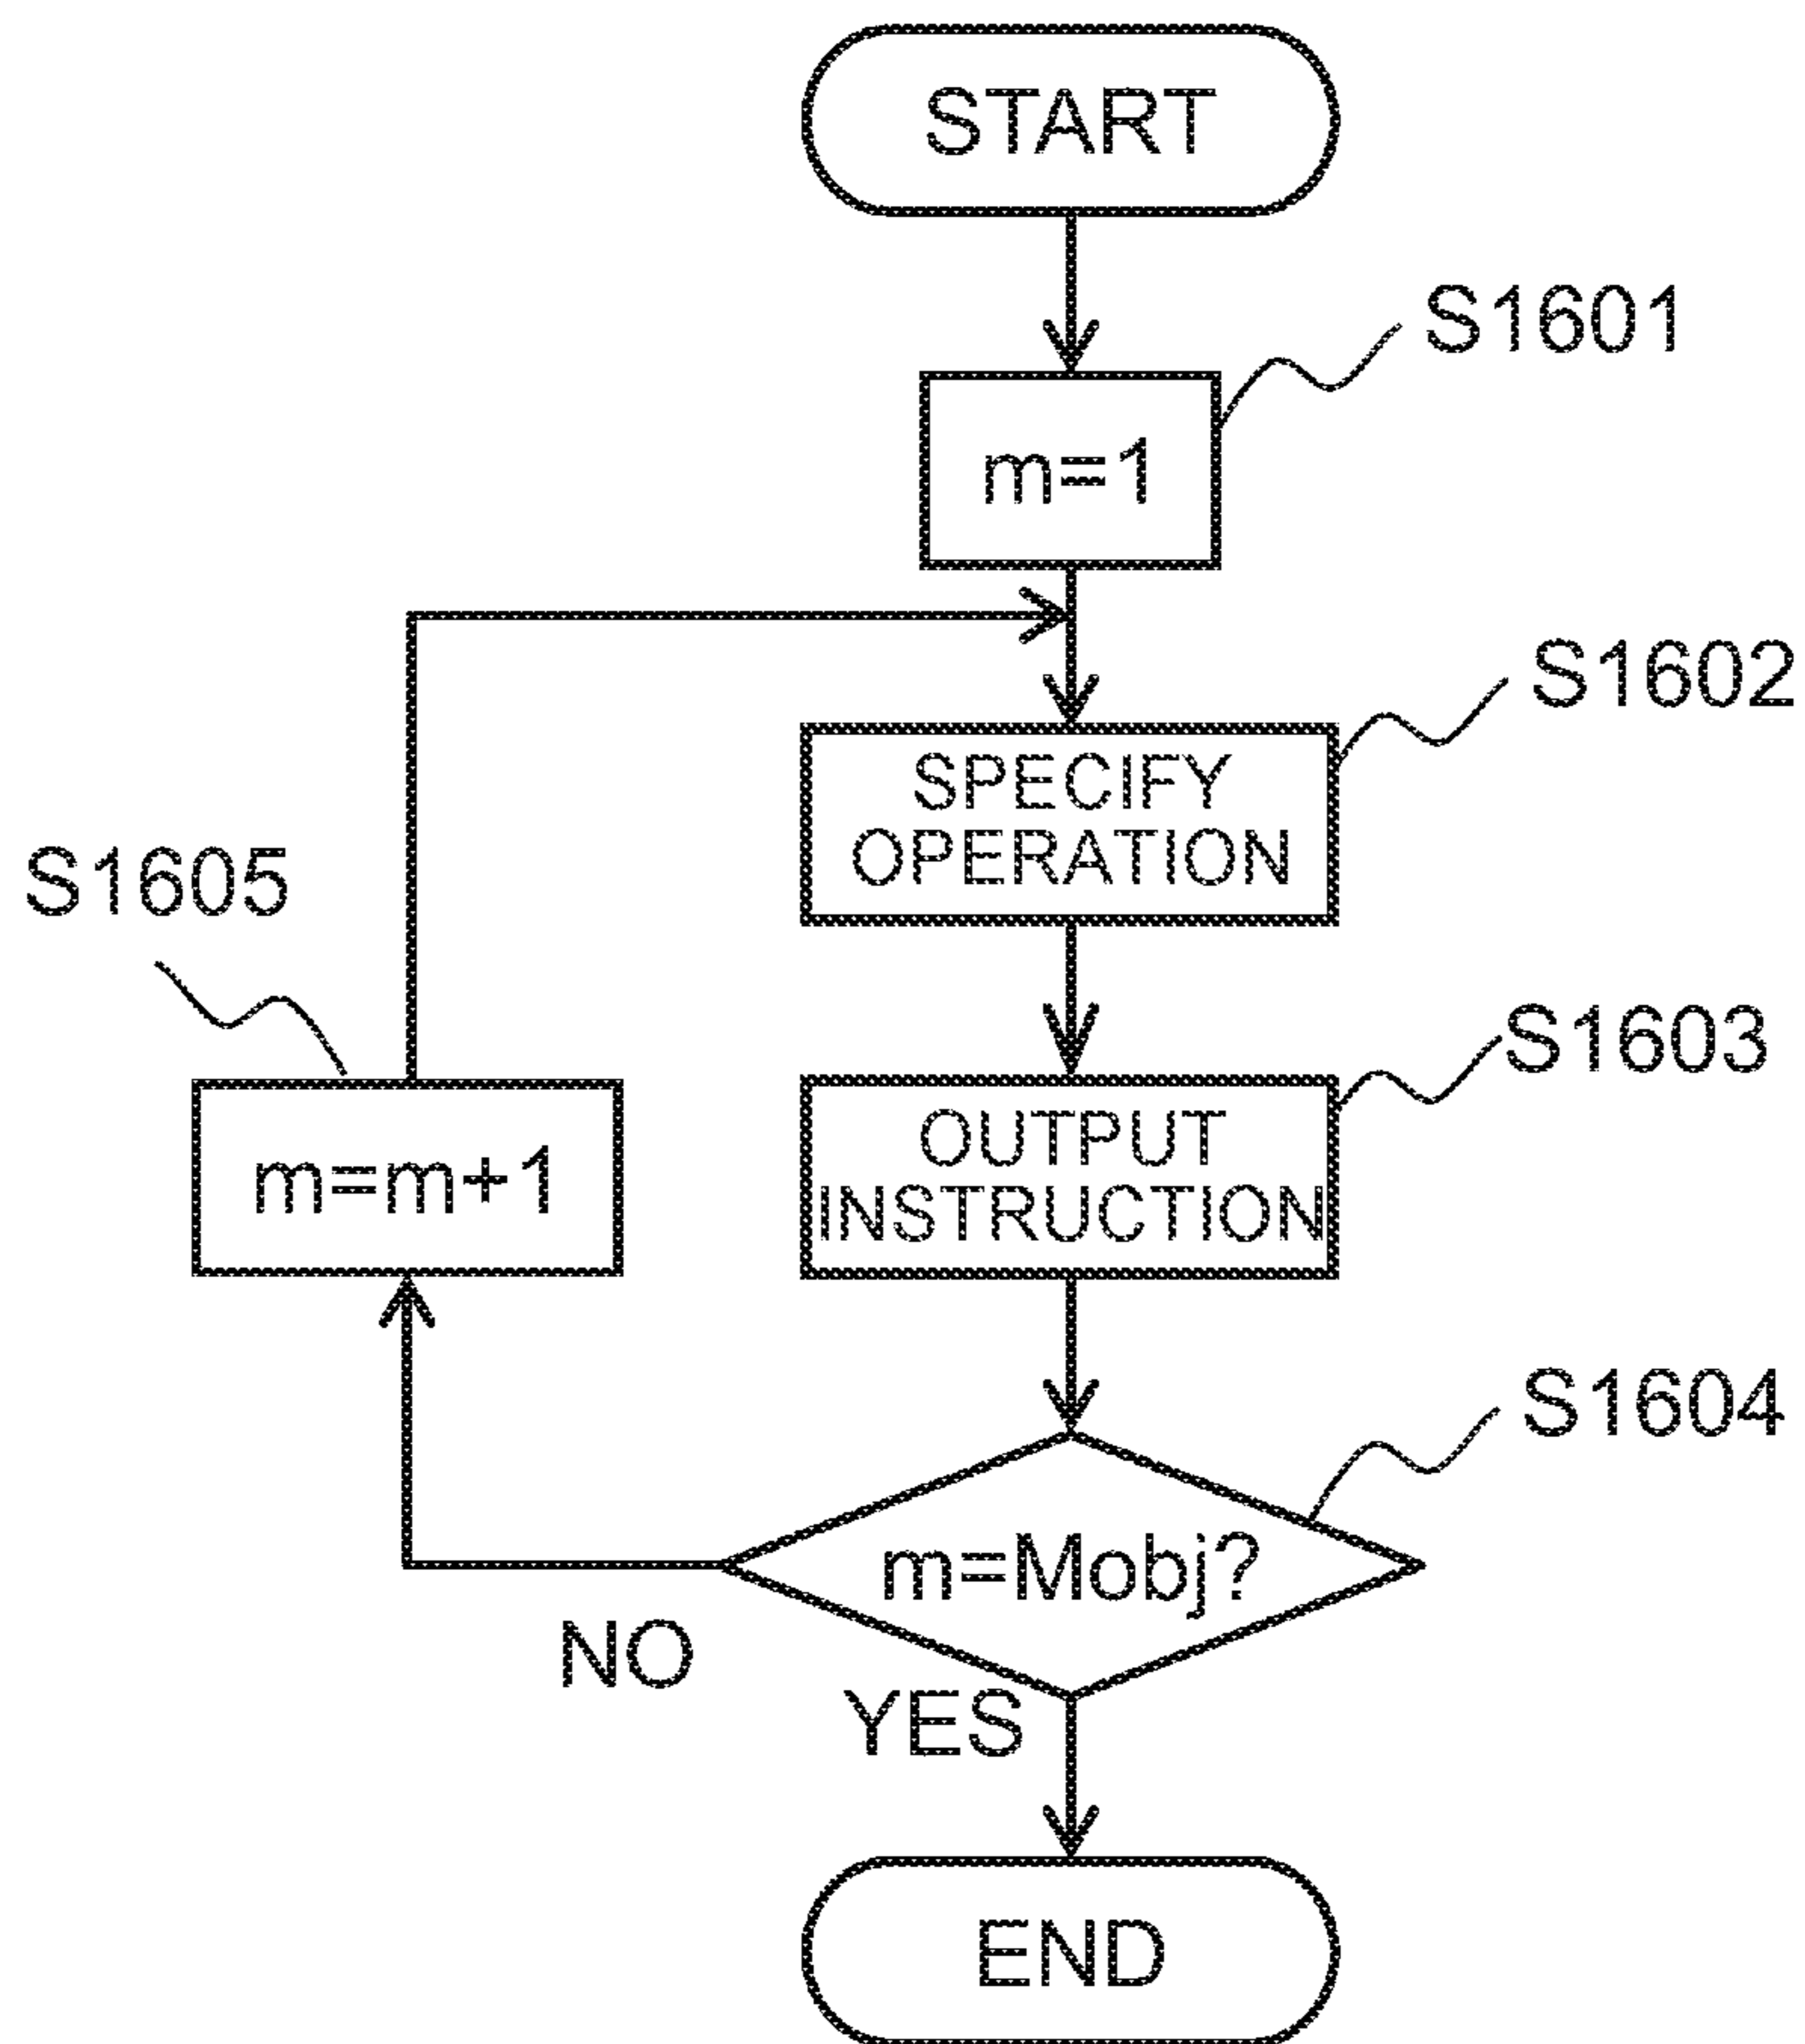 START
S1601
m=1
S1602
SPECIFY
OPERATION
S1605
S1603
OUTPUT
INSTRUCTION
m=m+1
S1604
m=Mobj?
NO
YES
END